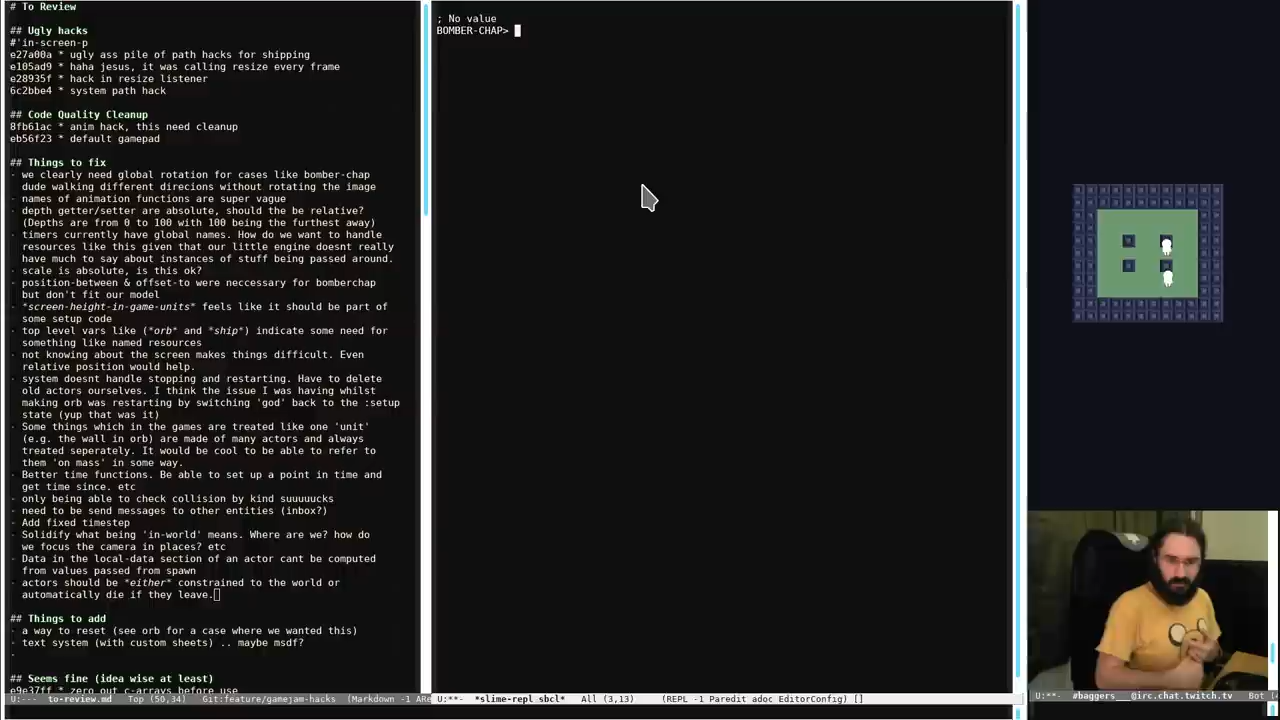 # To Review
## Ugly hacks
#'in-screen-p
e27a00a * ugly ass pile of path hacks for shipping
e105ad9 * haha jesus, it was calling resize every frame
e28935f * hack in resize listener
6c2bbe4 * system path hack
## Code Quality Cleanup
8fb61ac * anim hack, this need cleanup
eb56f23 * default gamepad
## Things to fix
- we clearly need global rotation for cases like bomber-chap
dude walking different direcions without rotating the image
- names of animation functions are super vague
- depth getter/setter are absolute, should the be relative?
(Depths are from 0 to 100 with 100 being the furthest away)
- timers currently have global names. How do we want to handle
resources like this given that our little engine doesnt really
have much to say about instances of stuff being passed around.
- scale is absolute, is this ok?
- position-between & offset-to were neccessary for bomberchap
but don't fit our model
- *screen-height-in-game-units* feels like it should be part of
some setup code
- top level vars like (*orb* and *ship*) indicate some need for
something like named resources
- not knowing about the screen makes things difficult. Even
relative position would help.
- system doesnt handle stopping and restarting. Have to delete
old actors ourselves. I think the issue I was having whilst
making orb was restarting by switching 'god' back to the :setup
state (yup that was it)
- Some things which in the games are treated like one 'unit'
(e.g. the wall in orb) are made of many actors and always
treated seperately. It would be cool to be able to refer to
them 'on mass' in some way.
- Better time functions. Be able to set up a point in time and
get time since. etc
- only being able to check collision by kind suuuuucks
- need to be send messages to other entities (inbox?)
- Add fixed timestep
- Solidify what being 'in-world' means. Where are we? how do
we focus the camera in places? etc
- Data in the local-data section of an actor cant be computed
from values passed from spawn
- actors should be *either* constrained to the world or
automatically die if they leave.
## Things to add
- a way to reset (see orb for a case where we wanted this)
- text system (with custom sheets) .. maybe msdf?
-
## Seems fine (idea wise at least)
e9e37ff * zero out c-arrays before use
U:--- to-review.md Top (50,34) Git:feature/gamejam-hacks (Markdown -1 ARe
; No value
BOMBER-CHAP>
U:**- *slime-repl sbcl* All (3,13) (REPL -1 Paredit adoc EditorConfig) []
U:**- #baggers___@irc.chat.twitch.tv Bot